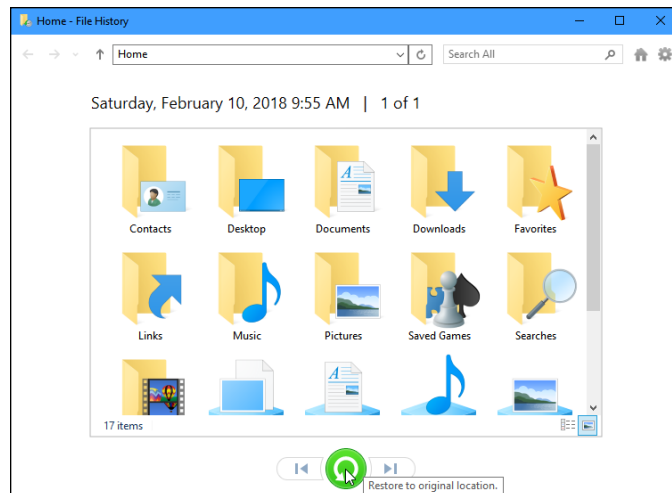 Home - File History
Home
Search All
Saturday, February 10, 2018 9:55 AM | 1 of 1
Contacts
Desktop
Documents
Downloads
Favorites
Links
Music
Pictures
Saved Games
Searches
17 items
Restore to original location.